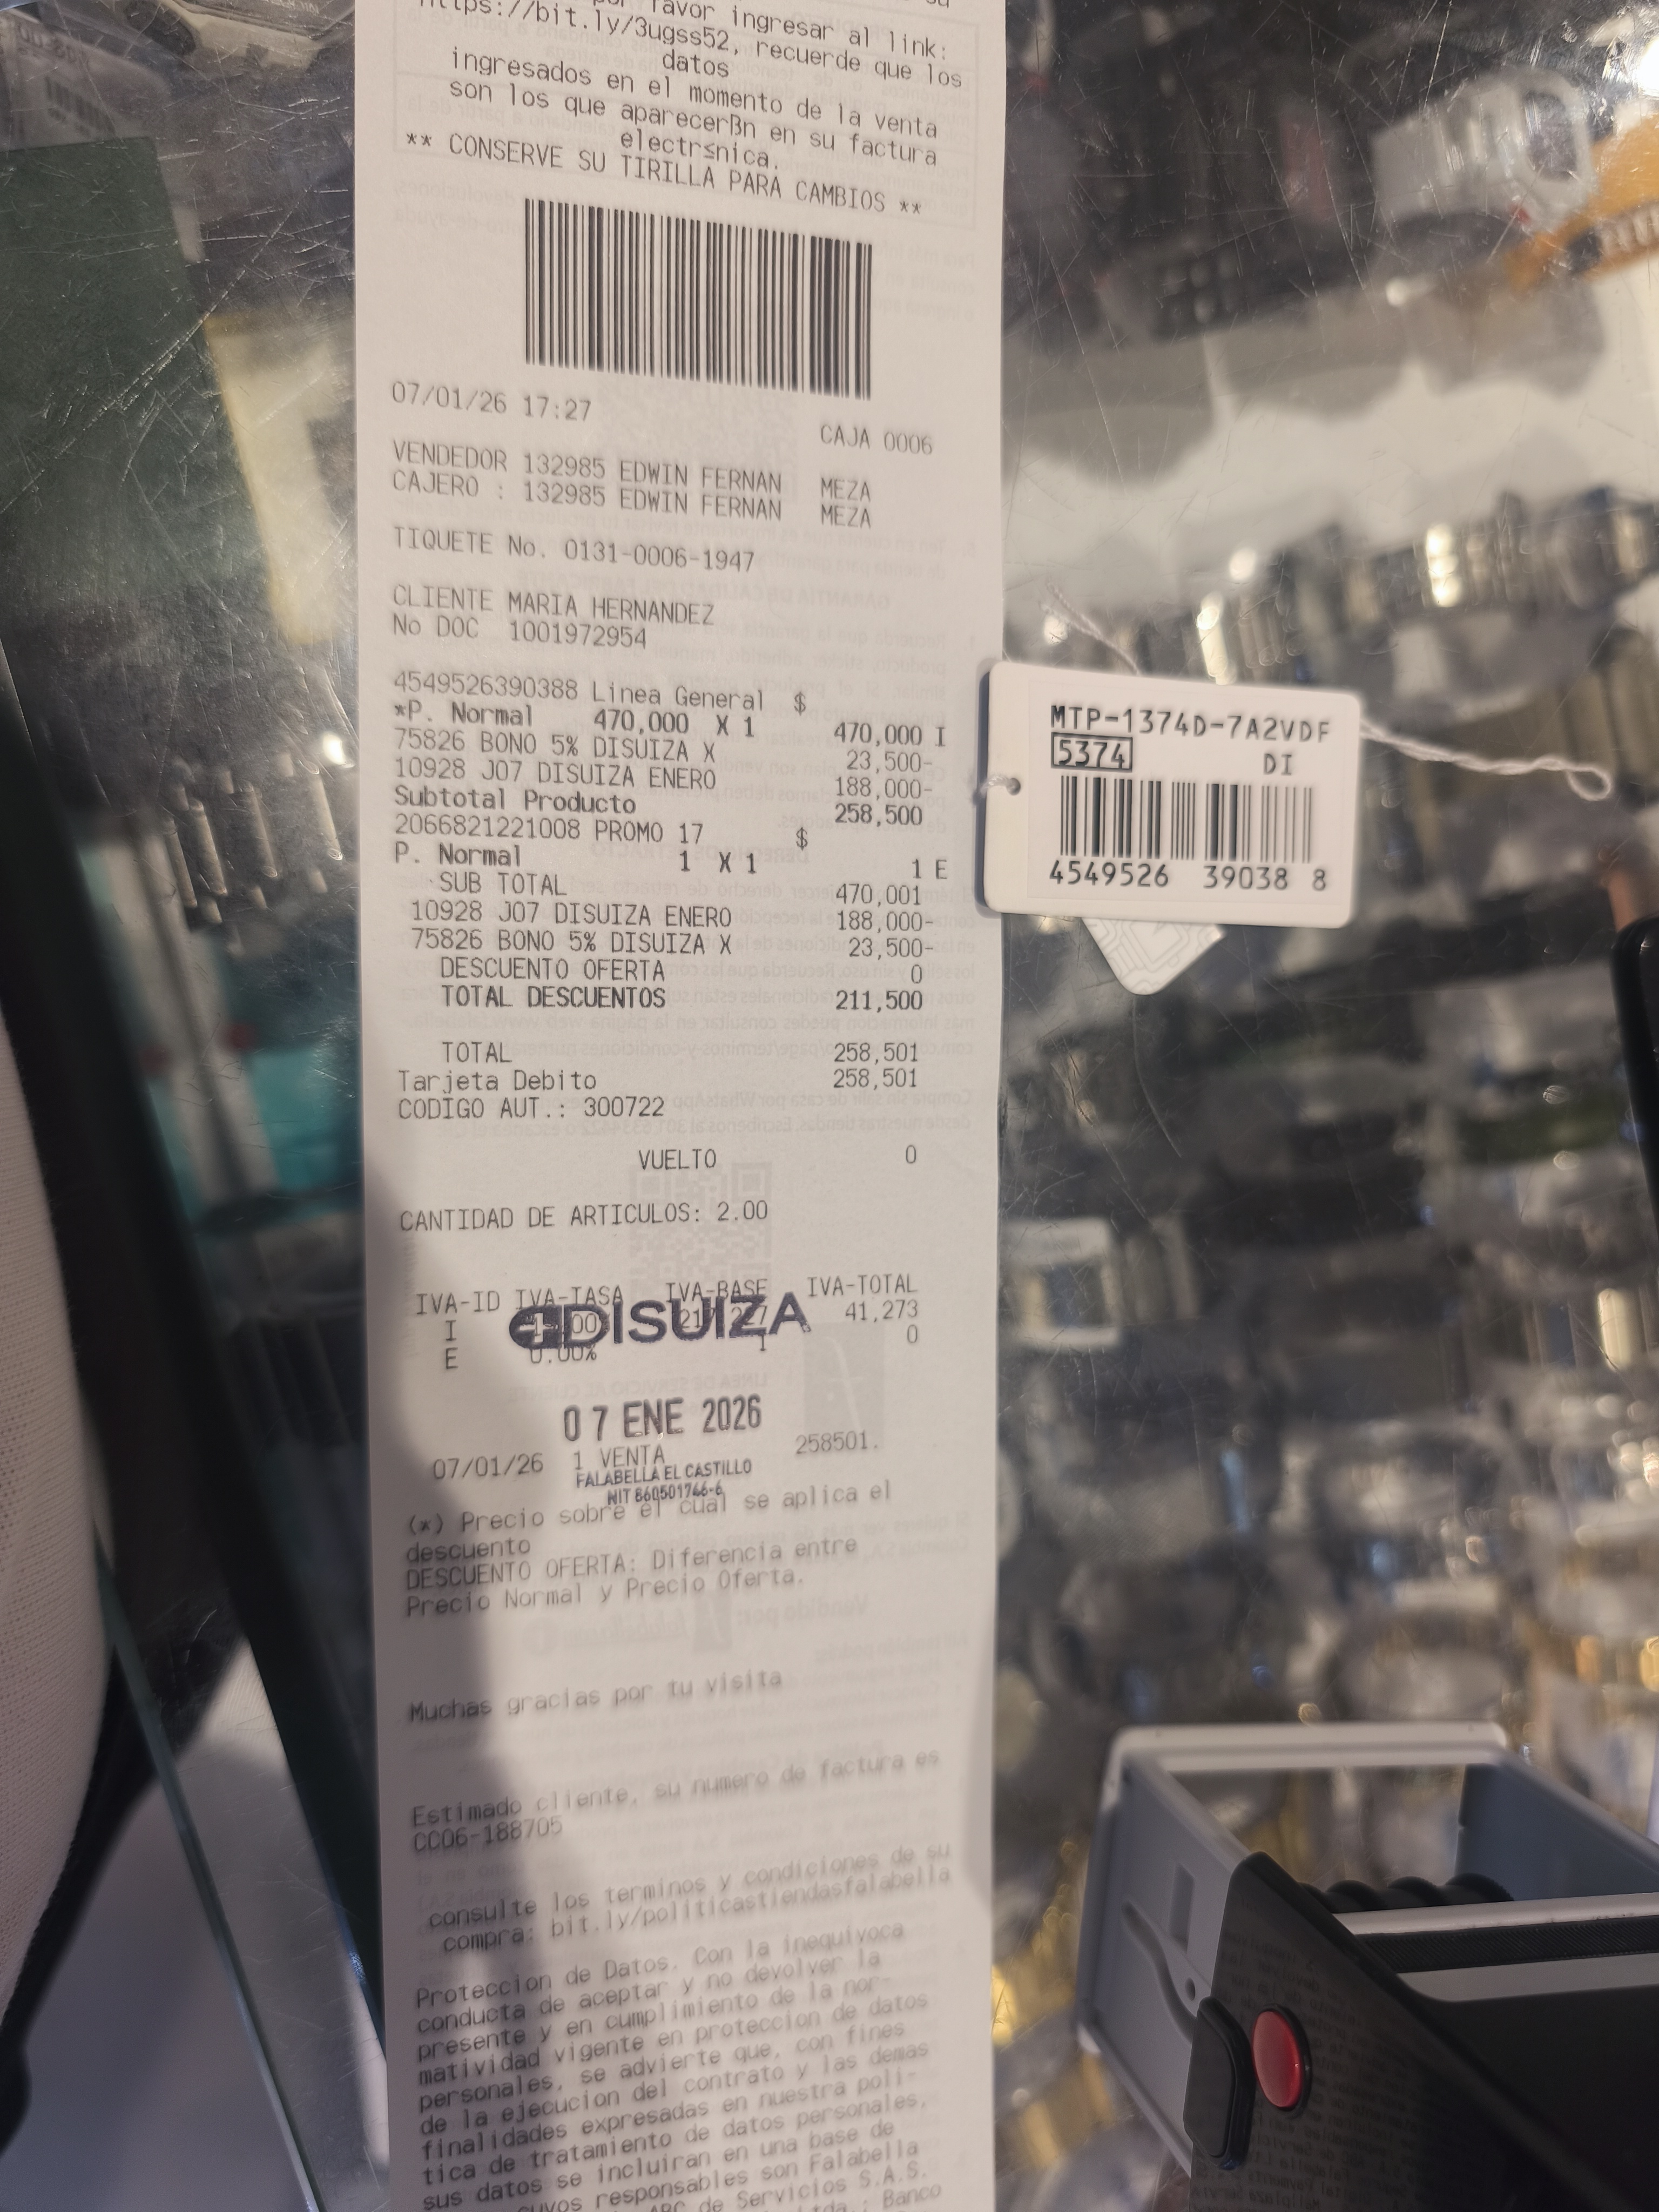 por favor ingresar al link:
https://bit.ly/3ugss52, recuerde que los
datos
ingresados en el momento de la venta
son los que aparecerßn en su factura
electr≤nica.
** CONSERVE SU TIRILLA PARA CAMBIOS **
07/01/26 17:27
CAJA 0006
VENDEDOR 132985 EDWIN FERNAN MEZA
CAJERO : 132985 EDWIN FERNAN MEZA
TIQUETE No. 0131-0006-1947
CLIENTE MARIA HERNANDEZ
No DOC 1001972954
4549526390388 Linea General $
*P. Normal 470,000 X 1 470,000 I
75826 BONO 5% DISUIZA X 23,500-
10928 J07 DISUIZA ENERO 188,000-
Subtotal Producto 258,500
2066821221008 PROMO 17 $
P. Normal 1 X 1 1 E
SUB TOTAL 470,001
10928 J07 DISUIZA ENERO 188,000-
75826 BONO 5% DISUIZA X 23,500-
DESCUENTO OFERTA 0
TOTAL DESCUENTOS 211,500
TOTAL 258,501
Tarjeta Debito 258,501
CODIGO AUT.: 300722
VUELTO 0
CANTIDAD DE ARTICULOS: 2.00
IVA-ID IVA-TASA IVA-BASE IVA-TOTAL
I 41,273
E 0.00% 1 0
DISUIZA
07 ENE 2026
07/01/26 1 VENTA 258501.
FALABELLA EL CASTILLO
NIT 860501746-6
(*) Precio sobre el cual se aplica el
descuento
DESCUENTO OFERTA: Diferencia entre
Precio Normal y Precio Oferta.
Muchas gracias por tu visita
Estimado cliente, su numero de factura es
CC06-188705
consulte los terminos y condiciones de su
compra: bit.ly/politicastiendasfalabella
Proteccion de Datos. Con la inequivoca
conducta de aceptar y no devolver la
presente y en cumplimiento de la nor-
matividad vigente en proteccion de datos
personales, se advierte que, con fines
de la ejecucion del contrato y las demas
finalidades expresadas en nuestra poli-
tica de tratamiento de datos personales,
sus datos se incluiran en una base de
cuyos responsables son Falabella
ABC de Servicios S.A.S.
Ltda.; Banco
MTP-1374D-7A2VDF
5374 DI
4549526 39038 8